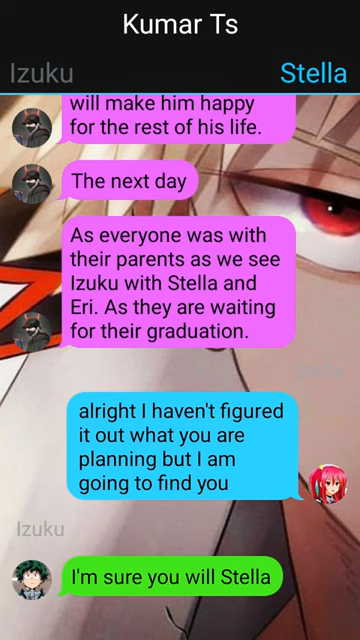 Kumar Ts
Izuku Stella
will make him happy
for the rest of his life.
The next day
As everyone was with
their parents as we see
Izuku with Stella and
Eri. As they are waiting
for their graduation.
alright I haven't figured
it out what you are
planning but I am
going to find you
Izuku
I'm sure you will Stella